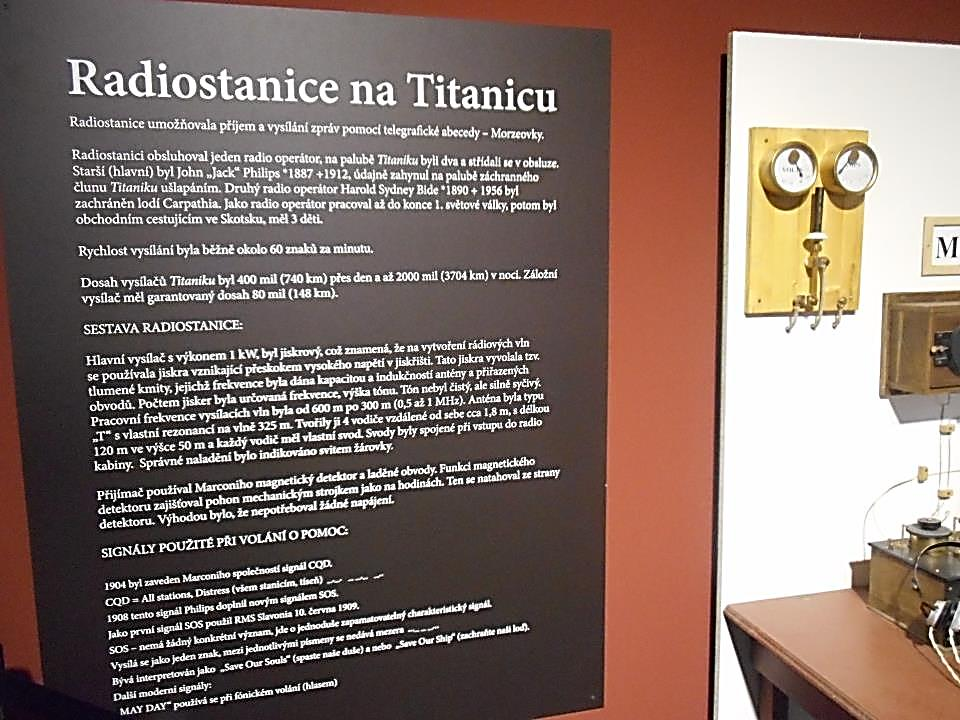 Radiostanice na Titanicu
Radiostanice umožňovala příjem a vysílání zpráv pomocí telegrafické abecedy – Morzeovky.
Radiostanici obsluhoval jeden radio operátor, na palubě Titaniku byli dva a střídali se v obsluze.
Starší (hlavní) byl John „Jack“ Philips *1887 +1912, údajně zahynul na palubě záchranného
člunu Titaniku ušlapáním. Druhý radio operátor Harold Sydney Bide *1890 + 1956 byl
zachráněn lodí Carpathia. Jako radio operátor pracoval až do konce 1. světové války, potom byl
obchodním cestujícím ve Skotsku, měl 3 děti.
Rychlost vysílání byla běžně okolo 60 znaků za minutu.
Dosah vysílačů Titaniku byl 400 mil (740 km) přes den a až 2000 mil (3704 km) v noci. Záložní
vysílač měl garantovaný dosah 80 mil (148 km).
SESTAVA RADIOSTANICE:
Hlavní vysílač s výkonem 1 kW, byl jiskrový, což znamená, že na vytvoření rádiových vln
se používala jiskra vznikající přeskokem vysokého napětí v jiskřišti. Tato jiskra vyvolala tzv.
tlumené kmity, jejichž frekvence byla dána kapacitou a indukčností antény a přiřazených
obvodů. Počtem jisker byla určovaná frekvence, výška tónu. Tón nebyl čistý, ale silně syčivý.
Pracovní frekvence vysílacích vln byla od 600 m po 300 m (0,5 až 1 MHz). Anténa byla typu
„T“ s vlastní rezonancí na vlně 325 m. Tvořily ji 4 vodiče vzdálené od sebe cca 1,8 m, s délkou
120 m ve výšce 50 m a každý vodič měl vlastní svod. Svody byly spojené při vstupu do radio
kabiny. Správné naladění bylo indikováno svitem žárovky.
Přijímač používal Marconiho magnetický detektor a laděné obvody. Funkci magnetického
detektoru zajišťoval pohon mechanickým strojkem jako na hodinách. Ten se natahoval ze strany
detektoru. Výhodou bylo, že nepotřeboval žádné napájení.
SIGNÁLY POUŽITÉ PŘI VOLÁNÍ O POMOC:
1904 byl zaveden Marconiho společností signál CQD.
CQD = All stations, Distress (všem stanicím, tíseň)
1908 tento signál Philips doplnil novým signálem SOS.
Jako první signál SOS použil RMS Slavonia 10. června 1909.
SOS – nemá žádný konkrétní význam, jde o jednoduše zapamatovatelný charakteristický signál.
Vysílá se jako jeden znak, mezi jednotlivými písmeny se nedává mezera
Bývá interpretován jako „Save Our Souls“ (spaste naše duše) a nebo „Save Our Ship“ (zachraňte naši loď).
Další moderní signály:
MAY DAY“ používá se při fónickém volání (hlasem)
M